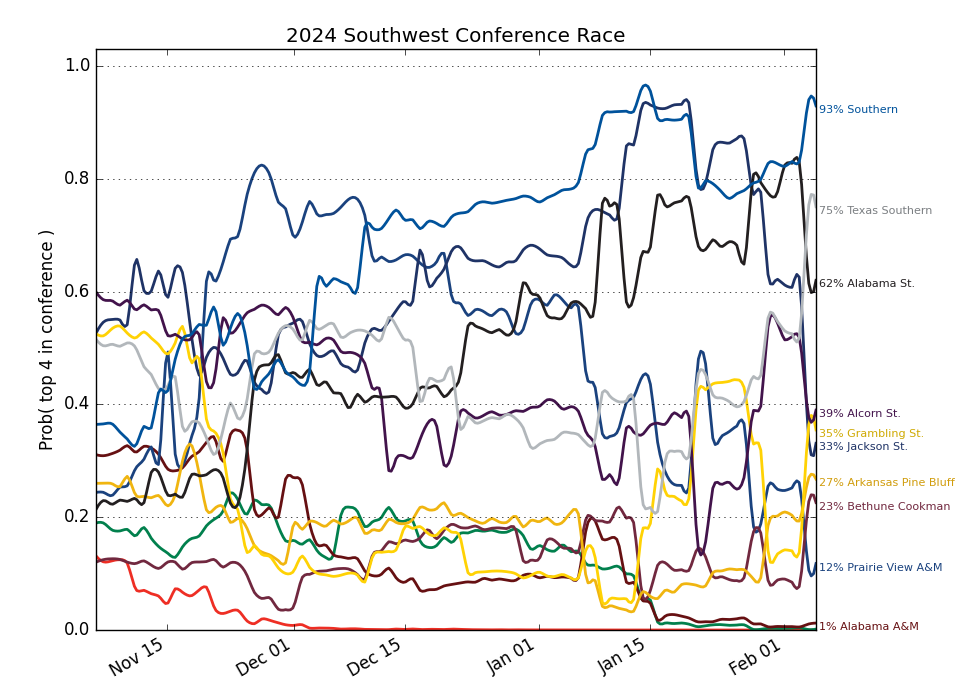 2024 Southwest Conference Race
Prob( top 4 in conference )
1.0
0.8
0.6
0.4
0.2
0.0
Nov 15
Dec 01
Dec 15
Jan 01
Jan 15
Feb 01
93% Southern
75% Texas Southern
62% Alabama St.
39% Alcorn St.
35% Grambling St.
33% Jackson St.
27% Arkansas Pine Bluff
23% Bethune Cookman
12% Prairie View A&M
1% Alabama A&M